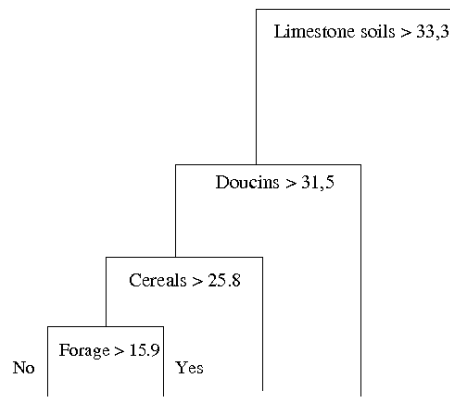 Limestone soils > 33,3
Doucins > 31,5
Cereals > 25.8
Forage > 15.9
No
Yes